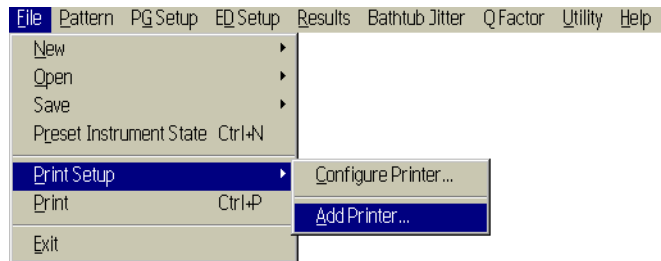 File Pattern PG Setup ED Setup Results Bathtub Jitter Q Factor Utility Help
New
Open
Save
Preset Instrument State Ctrl+N
Print Setup
Configure Printer...
Print Ctrl+P
Add Printer...
Exit